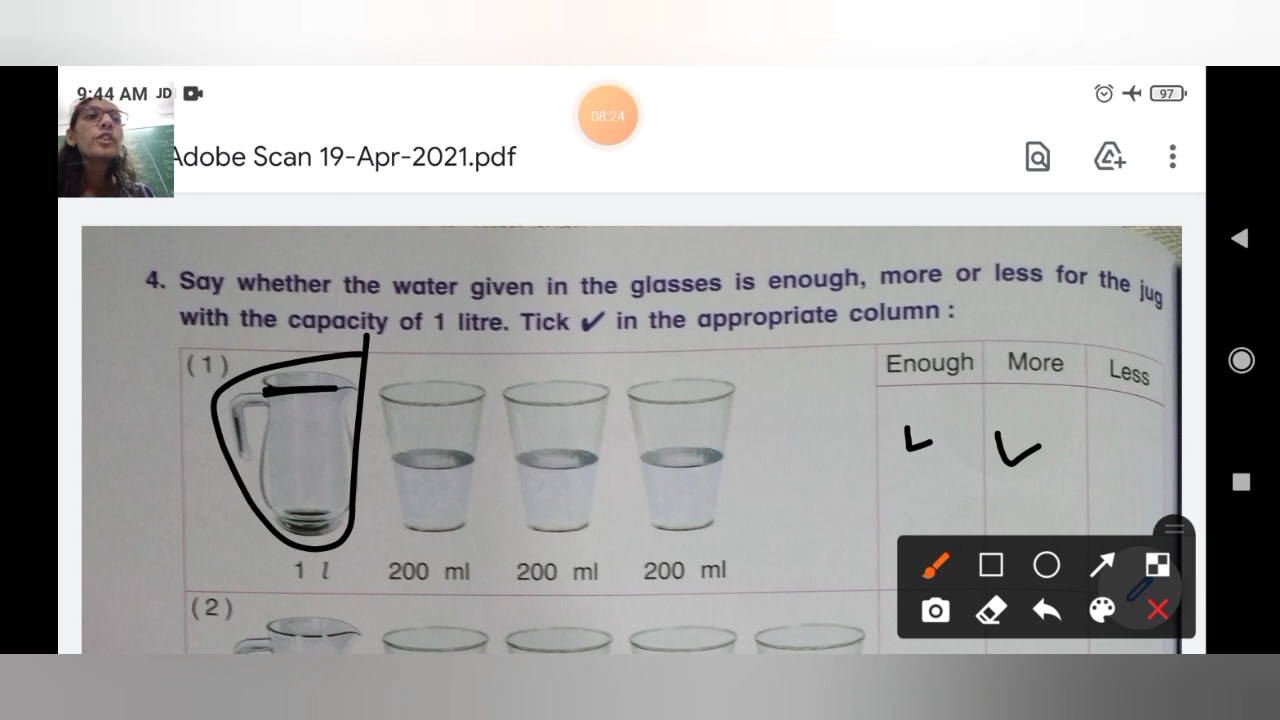 9:44 AM JD
08:24
97
Adobe Scan 19-Apr-2021.pdf
4. Say whether the water given in the glasses is enough, more or less for the jug
with the capacity of 1 litre. Tick ✔ in the appropriate column :
(1)
Enough More Less
1 l 200 ml 200 ml 200 ml
(2)